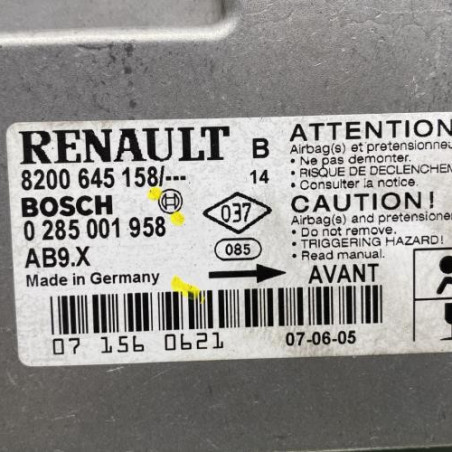 RENAULT B
8200 645 158/--- 14
BOSCH
0 285 001 958
037
AB9.X
085
Made in Germany
AVANT
07 156 0621
07-06-05
ATTENTION
Airbag(s) et pretensionne
• Ne pas demonter.
• RISQUE DE DECLENCHEM
• Consulter la notice.
CAUTION!
Airbag(s) and pretensioner
• Do not remove.
• TRIGGERING HAZARD!
• Read manual.